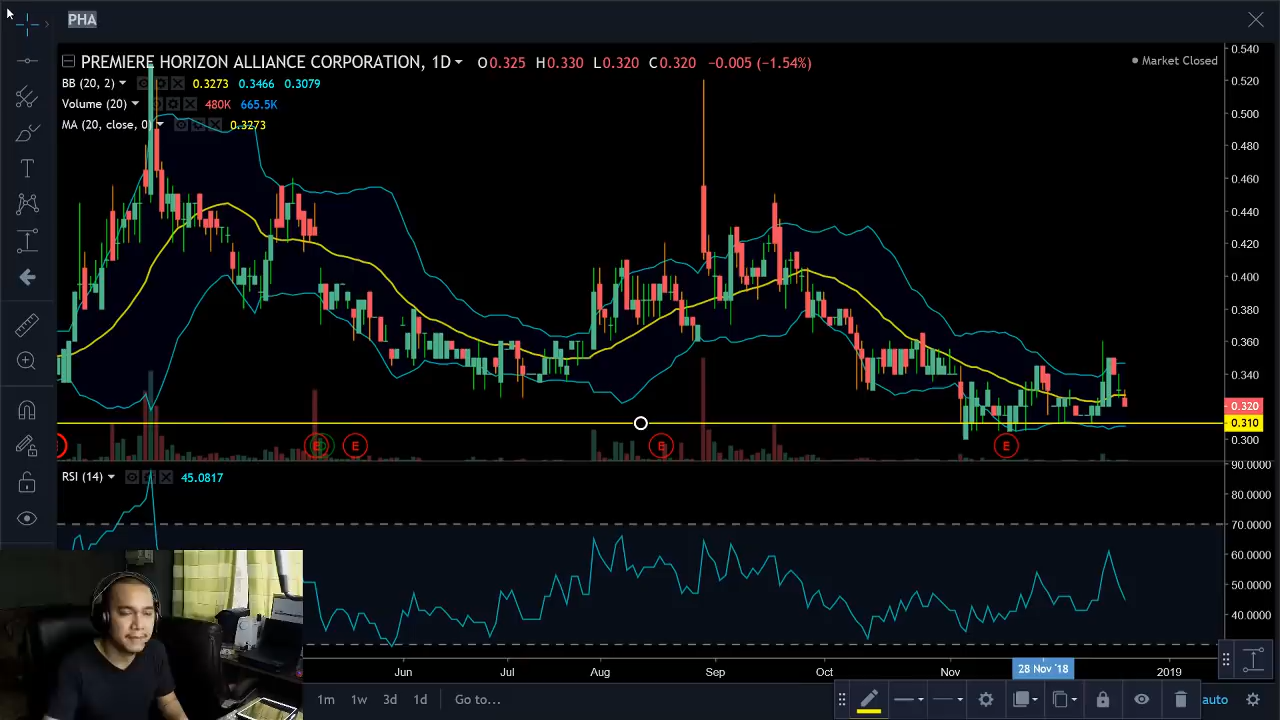 PHA
PREMIERE HORIZON ALLIANCE CORPORATION, 1D O0.325 H0.330 L0.320 C0.320 -0.005 (-1.54%)
Market Closed
BB (20, 2) 0.3273 0.3466 0.3079
Volume (20) 480K 665.5K
MA (20, close, 0) 0.3273
0.540
0.520
0.500
0.480
0.460
0.440
0.420
0.400
0.380
0.360
0.340
0.320
0.310
0.300
E E E E
RSI (14) 45.0817
90.0000
80.0000
70.0000
60.0000
50.0000
40.0000
Jun Jul Aug Sep Oct Nov 28 Nov '18 2019
1m 1w 3d 1d Go to... auto